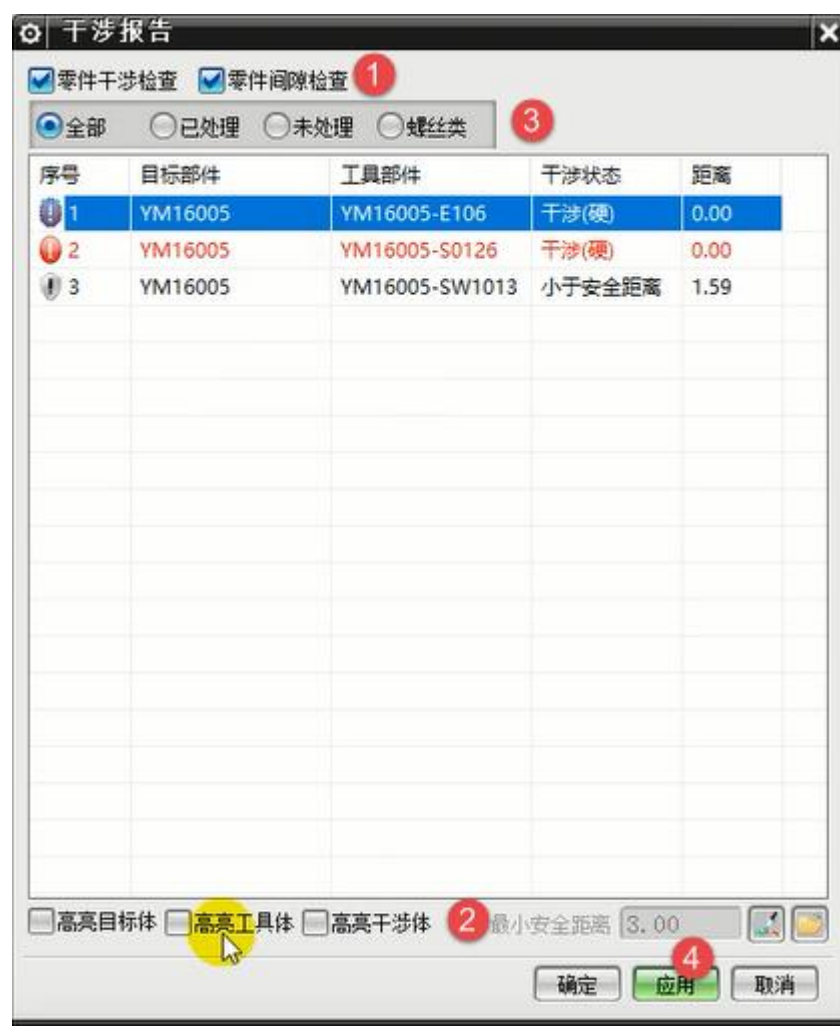 干涉报告
零件干涉检查 零件间隙检查 1
全部 已处理 未处理 螺丝类 3
序号 目标部件 工具部件 干涉状态 距离
1 YM16005 YM16005-E106 干涉(硬) 0.00
2 YM16005 YM16005-S0126 干涉(硬) 0.00
3 YM16005 YM16005-SW1013 小于安全距离 1.59
高亮目标体 高亮工具体 高亮干涉体 2 最小安全距离 3.00
4
确定 应用 取消